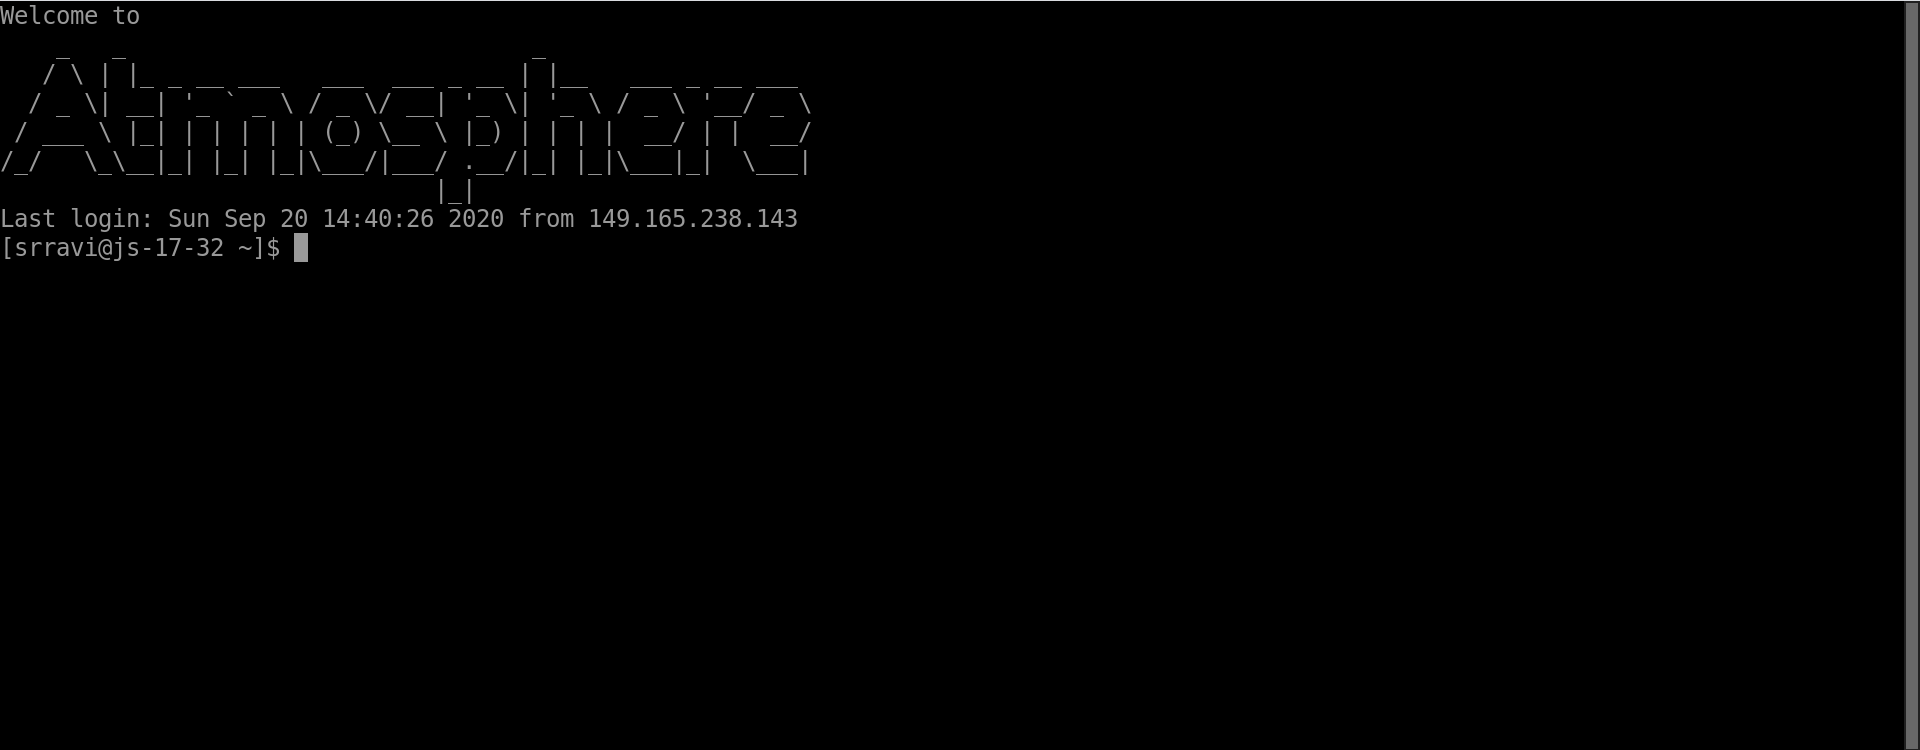 Welcome to
Atmosphere
Last login: Sun Sep 20 14:40:26 2020 from 149.165.238.143
[srravi@js-17-32 ~]$